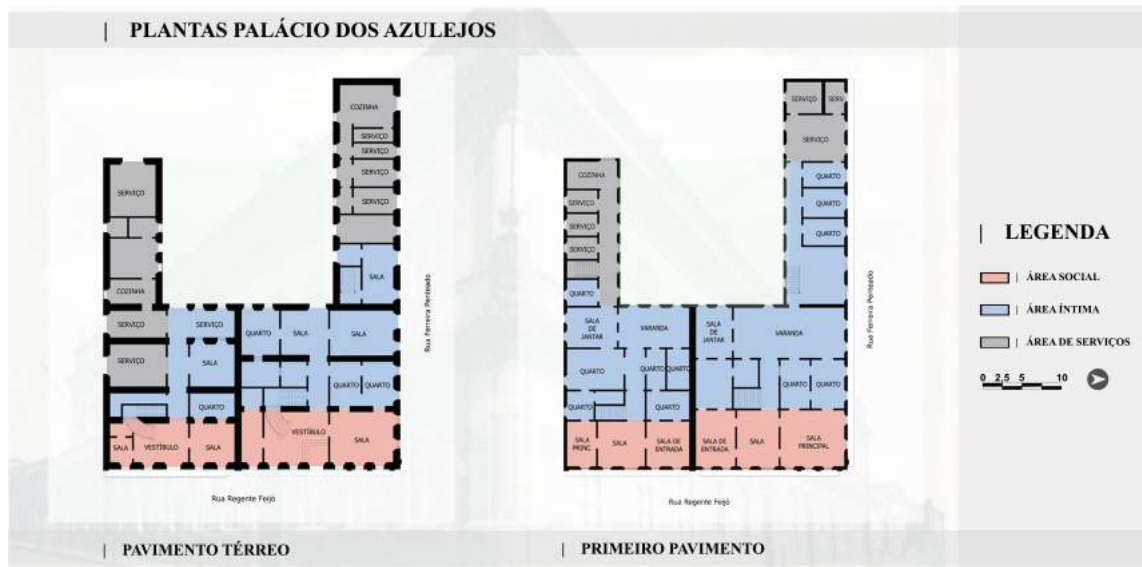 | PLANTAS PALÁCIO DOS AZULEJOS
COZINHA
SERVIÇO
SERVIÇO
SERVIÇO
SERVIÇO
SERVIÇO
SALA
COZINHA
SERVIÇO
SERVIÇO
QUARTO
SALA
SALA
SERVIÇO
SALA
QUARTO
QUARTO
QUARTO
SALA
VESTÍBULO
SALA
VESTÍBULO
SALA
Rua Ferreira Penteado
Rua Regente Feijó
SERVIÇO
SERV
SERVIÇO
COZINHA
QUARTO
SERVIÇO
QUARTO
SERVIÇO
QUARTO
SERVIÇO
QUARTO
SALA DE JANTAR
VARANDA
SALA DE JANTAR
VARANDA
QUARTO
QUARTO
QUARTO
QUARTO
QUARTO
QUARTO
QUARTO
SALA PRINC.
SALA
SALA DE ENTRADA
SALA DE ENTRADA
SALA
SALA PRINCIPAL
Rua Ferreira Penteado
Rua Regente Feijó
| LEGENDA
| ÁREA SOCIAL
| ÁREA ÍNTIMA
| ÁREA DE SERVIÇOS
0 2,5 5 10
| PAVIMENTO TÉRREO
| PRIMEIRO PAVIMENTO